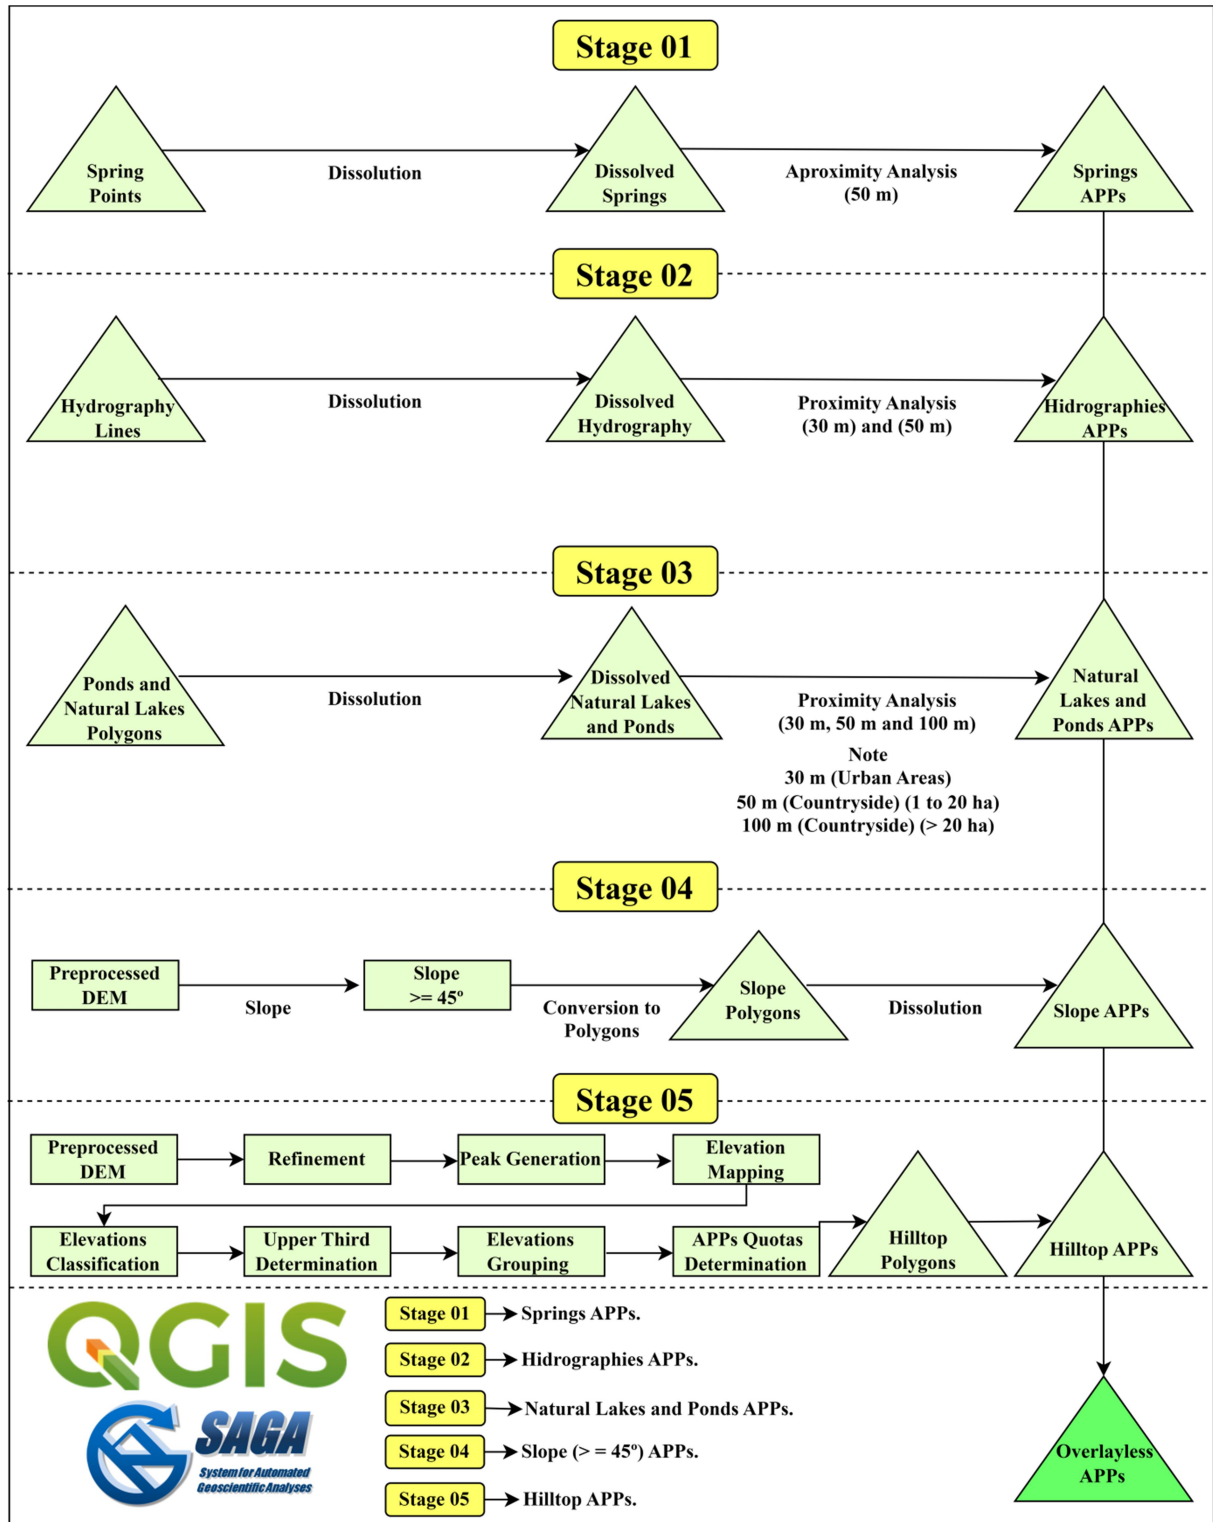 Stage 01
Spring
Points
Dissolution
Dissolved
Springs
Aproximity Analysis
(50 m)
Springs
APPs
Stage 02
Hydrography
Lines
Dissolution
Dissolved
Hydrography
Proximity Analysis
(30 m) and (50 m)
Hidrographies
APPs
Stage 03
Ponds and
Natural Lakes
Polygons
Dissolution
Dissolved
Natural Lakes
and Ponds
Proximity Analysis
(30 m, 50 m and 100 m)
Note
30 m (Urban Areas)
50 m (Countryside) (1 to 20 ha)
100 m (Countryside) (> 20 ha)
Natural
Lakes and
Ponds APPs
Stage 04
Preprocessed
DEM
Slope
Slope
>= 45º
Conversion to
Polygons
Slope
Polygons
Dissolution
Slope APPs
Stage 05
Preprocessed
DEM
Refinement
Peak Generation
Elevation
Mapping
Elevations
Classification
Upper Third
Determination
Elevations
Grouping
APPs Quotas
Determination
Hilltop
Polygons
Hilltop APPs
QGIS
SAGA
System for Automated
Geoscientific Analyses
Stage 01 Springs APPs.
Stage 02 Hidrographies APPs.
Stage 03 Natural Lakes and Ponds APPs.
Stage 04 Slope (> = 45º) APPs.
Stage 05 Hilltop APPs.
Overlayless
APPs